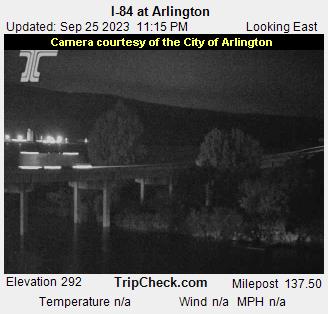 I-84 at Arlington
Updated: Sep 25 2023 11:15 PM Looking East
Camera courtesy of the City of Arlington
Elevation 292 TripCheck.com Milepost 137.50
Temperature n/a Wind n/a MPH n/a